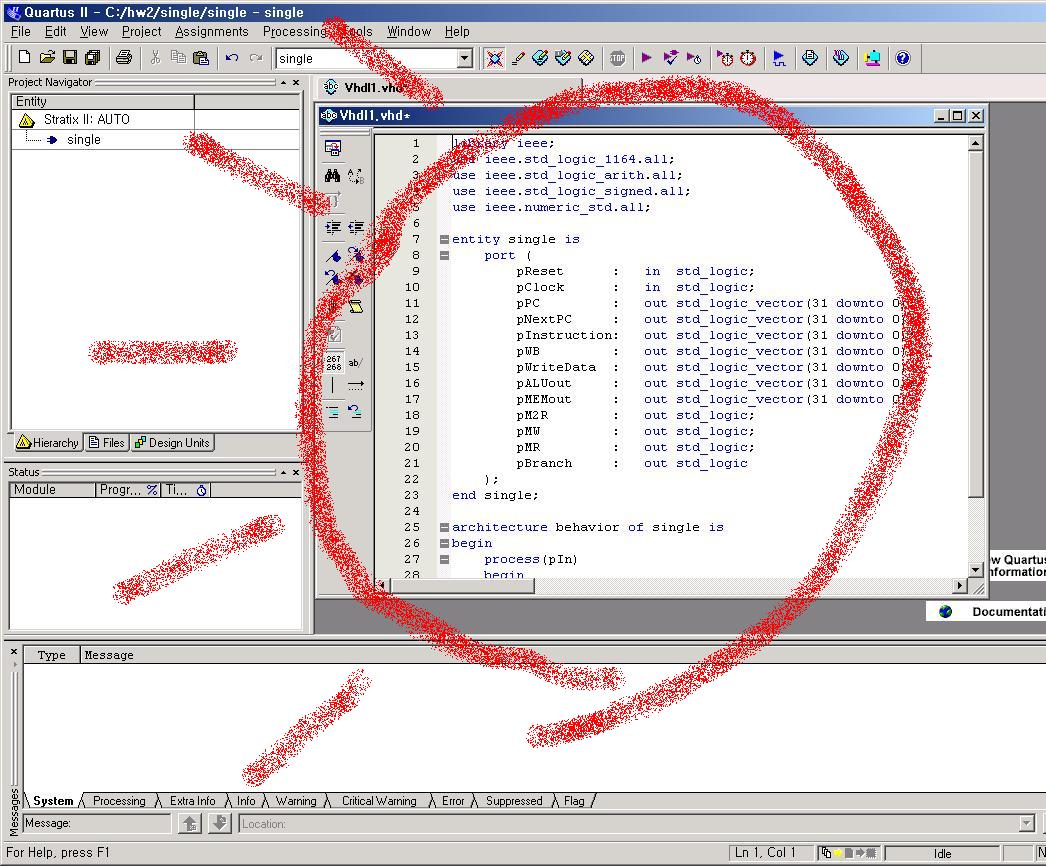 Quartus II - C:/hw2/single/single - single
File Edit View Project Assignments Processing Tools Window Help
single
Project Navigator
Entity
Stratix II: AUTO
single
Hierarchy Files Design Units
Status
Module Progr... % Ti...
Vhdl1.vhd
Vhdl1.vhd*
267
268
ab/
1 library ieee;
2 use ieee.std_logic_1164.all;
3 use ieee.std_logic_arith.all;
4 use ieee.std_logic_signed.all;
5 use ieee.numeric_std.all;
6
7 entity single is
8 port (
9 pReset : in std_logic;
10 pClock : in std_logic;
11 pPC : out std_logic_vector(31 downto 0)
12 pNextPC : out std_logic_vector(31 downto 0)
13 pInstruction: out std_logic_vector(31 downto 0)
14 pWB : out std_logic_vector(31 downto 0)
15 pWriteData : out std_logic_vector(31 downto 0)
16 pALUout : out std_logic_vector(31 downto 0)
17 pMEMout : out std_logic_vector(31 downto 0)
18 pM2R : out std_logic;
19 pMW : out std_logic;
20 pMR : out std_logic;
21 pBranch : out std_logic
22 );
23 end single;
24
25 architecture behavior of single is
26 begin
27 process(pIn)
28 begin
ew Quartus
nformation
Documentati
Type Message
System Processing Extra Info Info Warning Critical Warning Error Suppressed Flag
Messages
Message: Location:
For Help, press F1 Ln 1, Col 1 Idle N